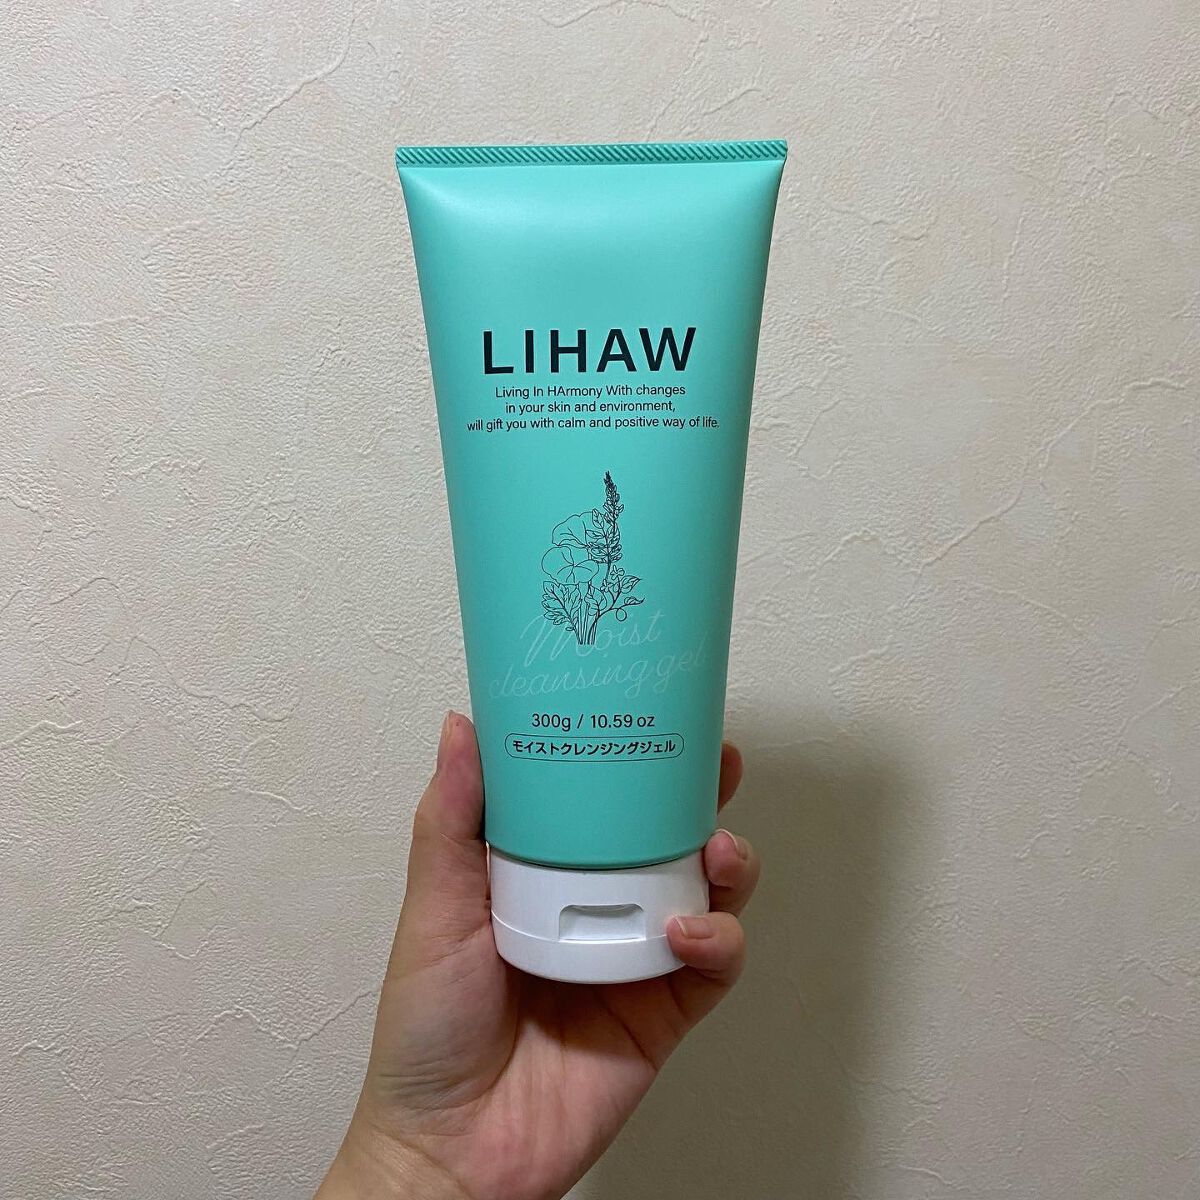 LIHAW
Living In HArmony With changes
in your skin and environment,
will gift you with calm and positive way of life.
Moist
cleansing gel
300g / 10.59 oz
モイストクレンジングジェル